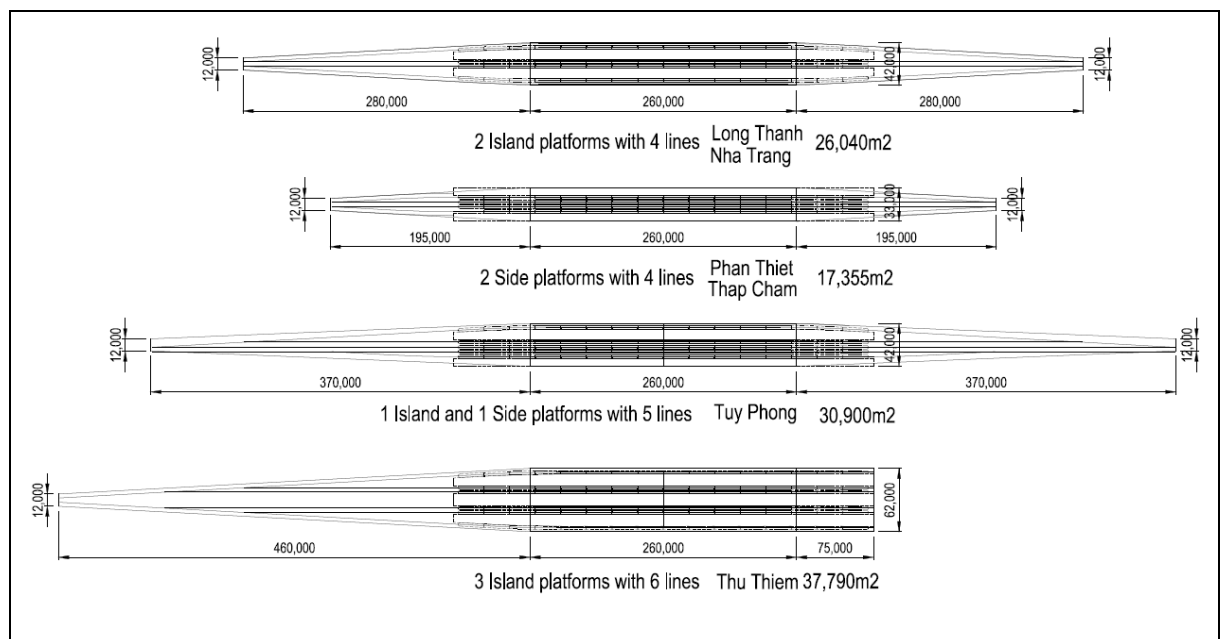 12,000
42,000
12,000
280,000
260,000
280,000
2 Island platforms with 4 lines
Long Thanh
Nha Trang
26,040m2
12,000
33,000
12,000
195,000
260,000
195,000
2 Side platforms with 4 lines
Phan Thiet
Thap Cham
17,355m2
12,000
42,000
12,000
370,000
260,000
370,000
1 Island and 1 Side platforms with 5 lines
Tuy Phong
30,900m2
12,000
62,000
460,000
260,000
75,000
3 Island platforms with 6 lines
Thu Thiem
37,790m2